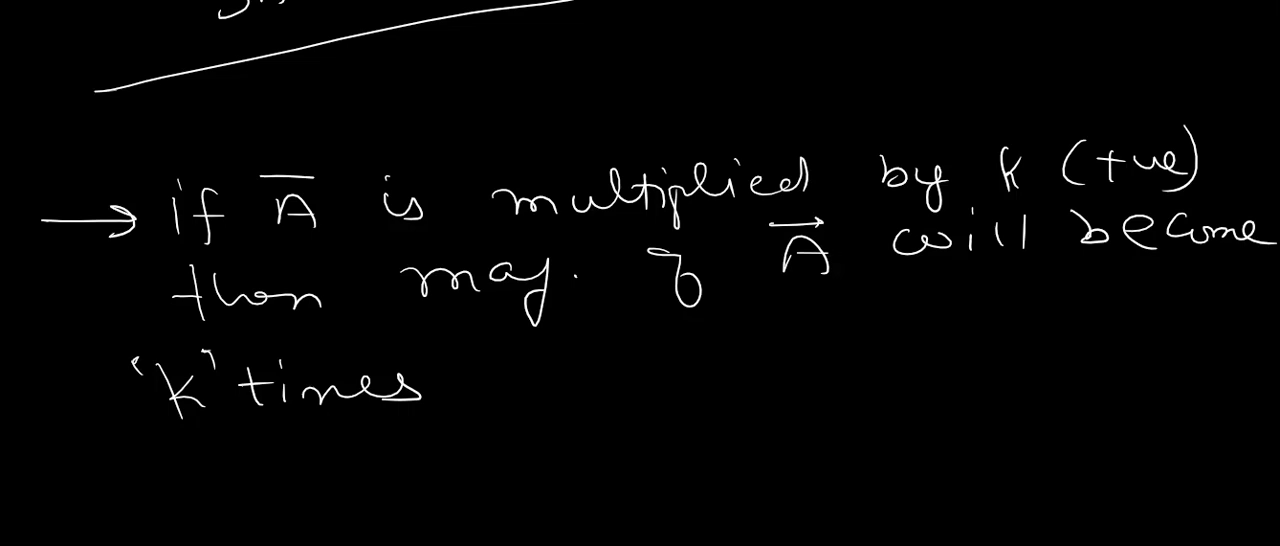 → if A̅ is multiplied by k (+ve)
then mag. of A⃗ will become
'k' times